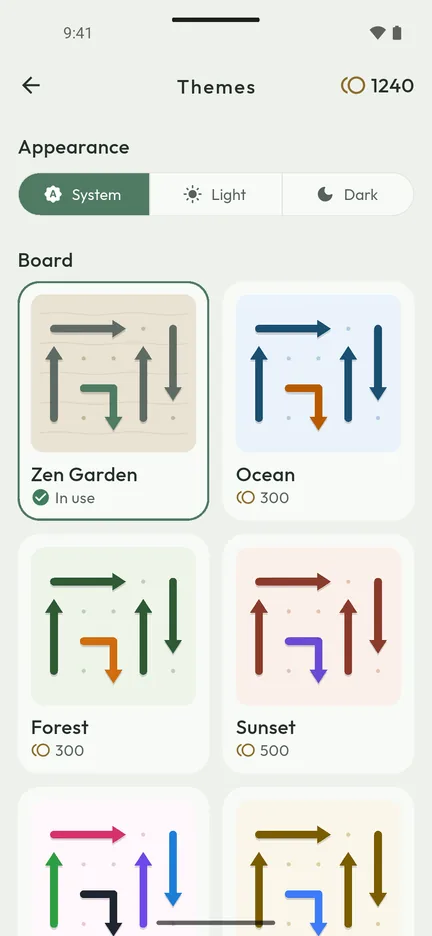 9:41
Themes
1240
Appearance
A System
Light
Dark
Board
Zen Garden
In use
Ocean
300
Forest
300
Sunset
500